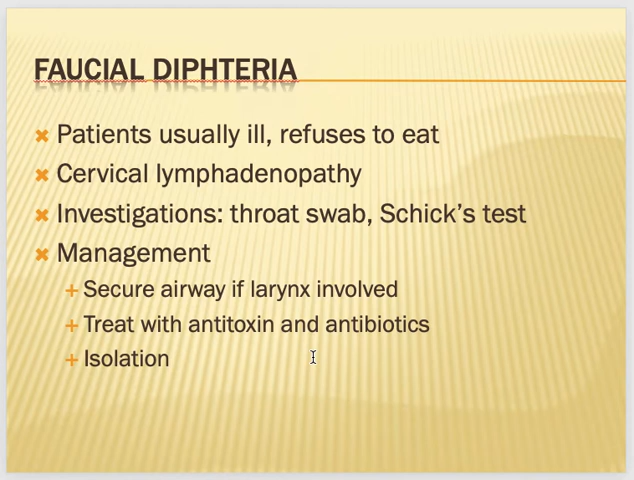 FAUCIAL DIPHTERIA
Patients usually ill, refuses to eat
Cervical lymphadenopathy
Investigations: throat swab, Schick's test
Management
Secure airway if larynx involved
Treat with antitoxin and antibiotics
Isolation